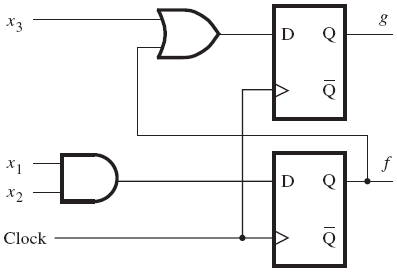 x₃
D Q g
Q̅
x₁
x₂
D Q f
Clock
Q̅